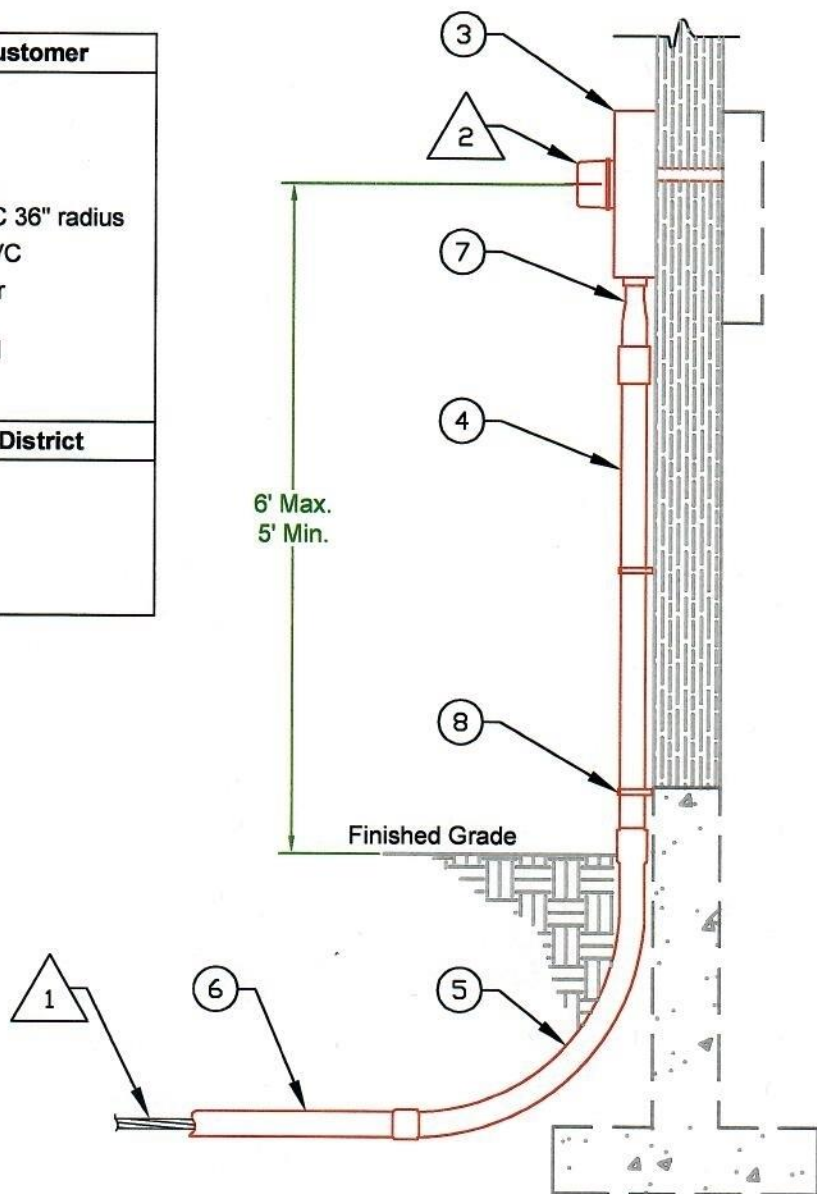 ustomer
C 36" radius
/C
r
District
3
2
7
4
6' Max.
5' Min.
8
Finished Grade
1
6
5